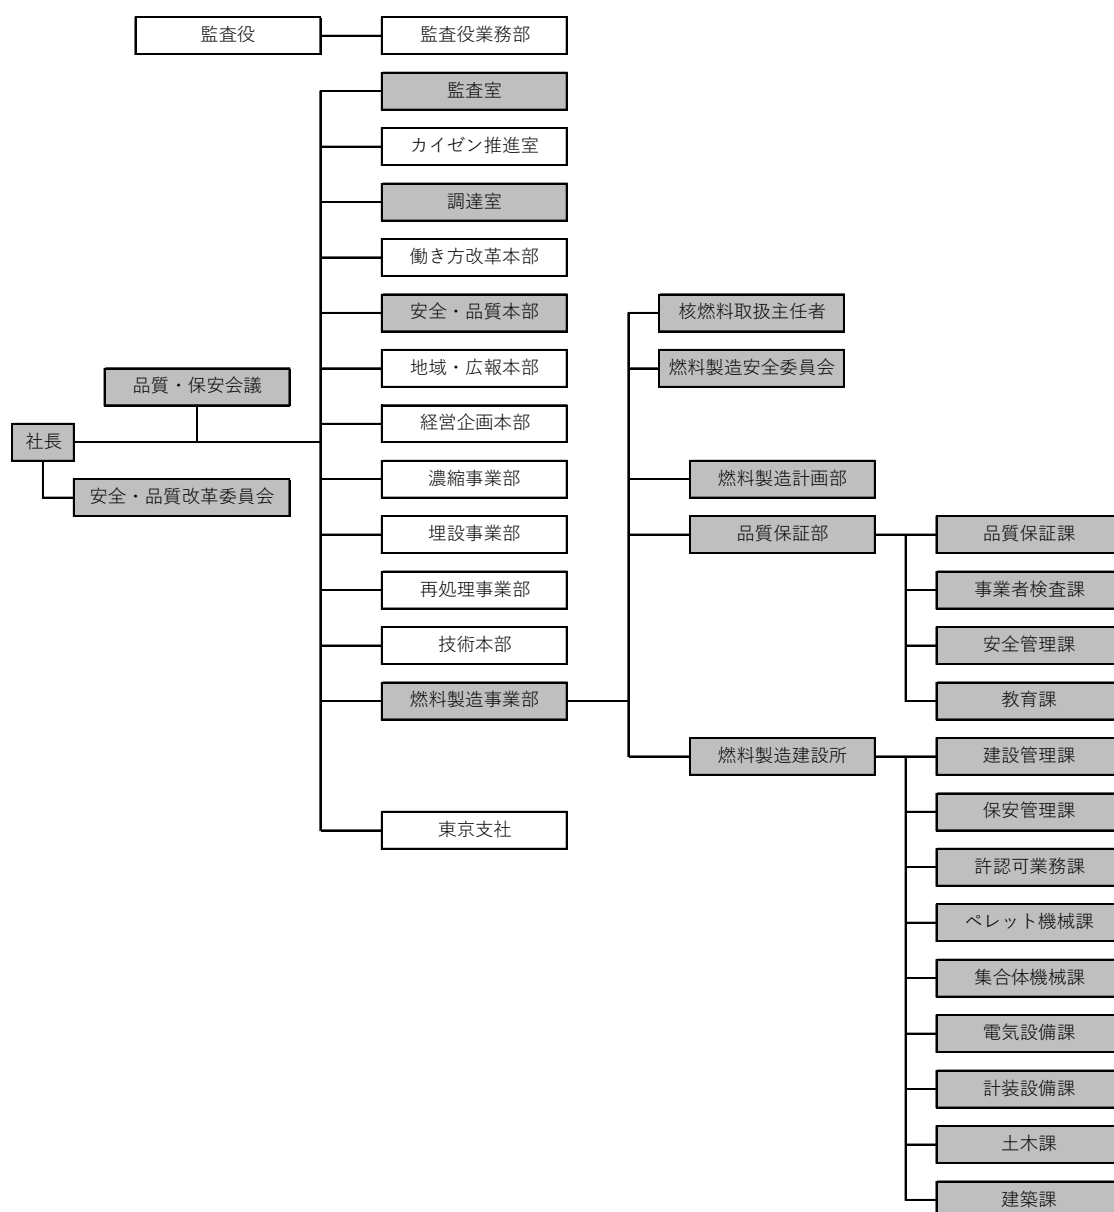 監査役
監査役業務部
監査室
カイゼン推進室
調達室
働き方改革本部
安全・品質本部
地域・広報本部
経営企画本部
濃縮事業部
埋設事業部
再処理事業部
技術本部
燃料製造事業部
東京支社
品質・保安会議
社長
安全・品質改革委員会
核燃料取扱主任者
燃料製造安全委員会
燃料製造計画部
品質保証部
燃料製造建設所
品質保証課
事業者検査課
安全管理課
教育課
建設管理課
保安管理課
許認可業務課
ペレット機械課
集合体機械課
電気設備課
計装設備課
土木課
建築課